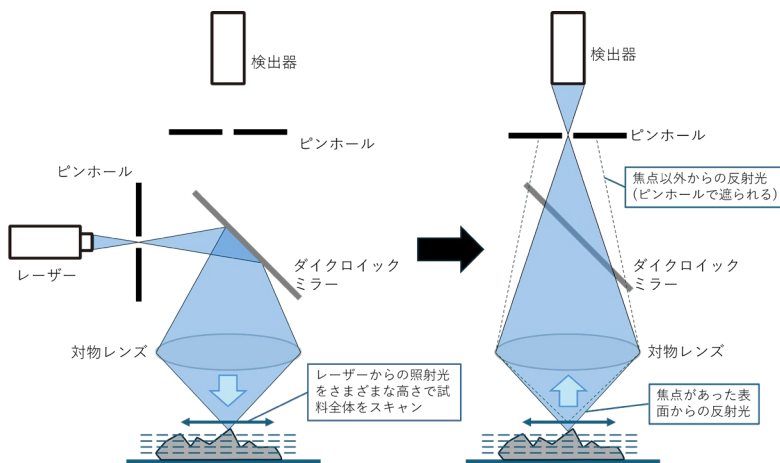 検出器
ピンホール
ピンホール
レーザー
ダイクロイック
ミラー
対物レンズ
レーザーからの照射光
をさまざまな高さで試
料全体をスキャン
検出器
ピンホール
焦点以外からの反射光
(ピンホールで遮られる)
ダイクロイック
ミラー
対物レンズ
焦点があった表
面からの反射光